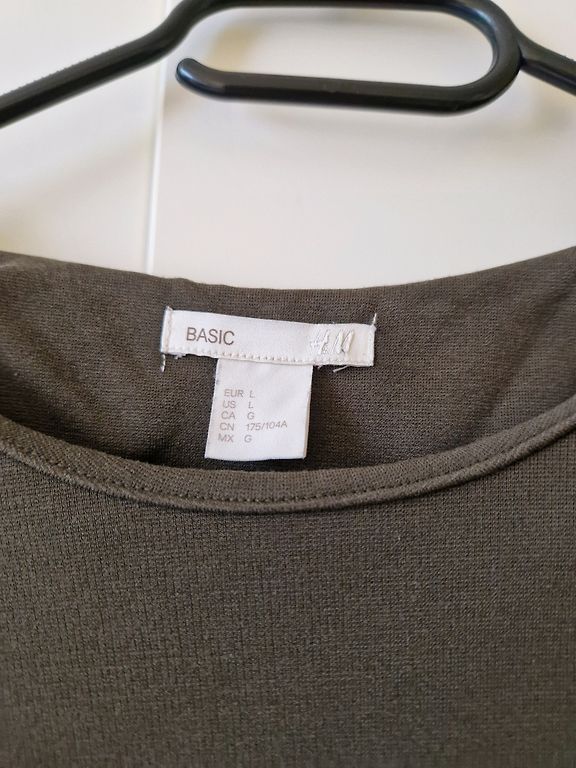 BASIC H&M
EUR L
US L
CA G
CN 175/104A
MX G